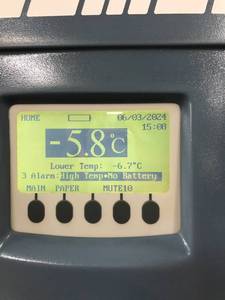 HOME 06/03/2024
15:00
-5.8℃
Lower Temp: -6.7°C
3 Alarm:High Temp•No Battery
MAIN PAPER MUTE10